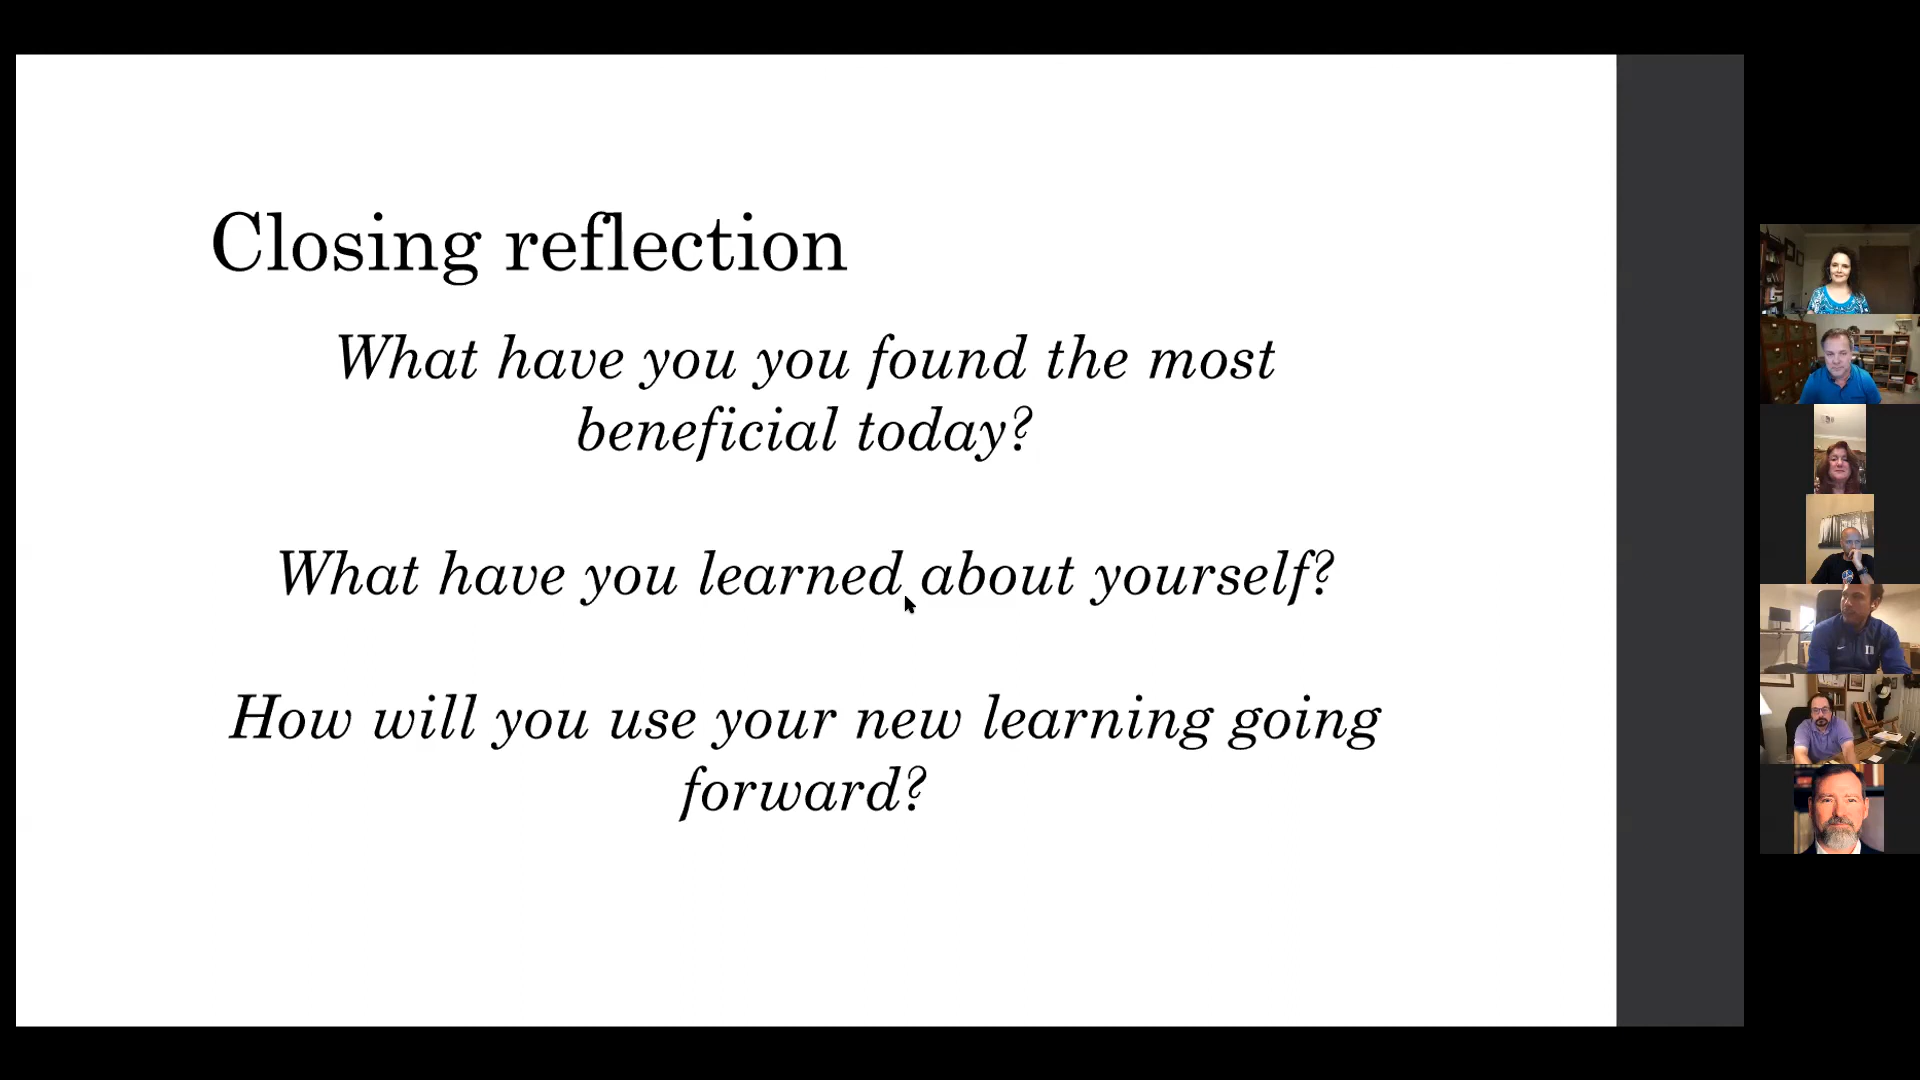 Closing reflection
What have you you found the most
beneficial today?
What have you learned about yourself?
How will you use your new learning going
forward?